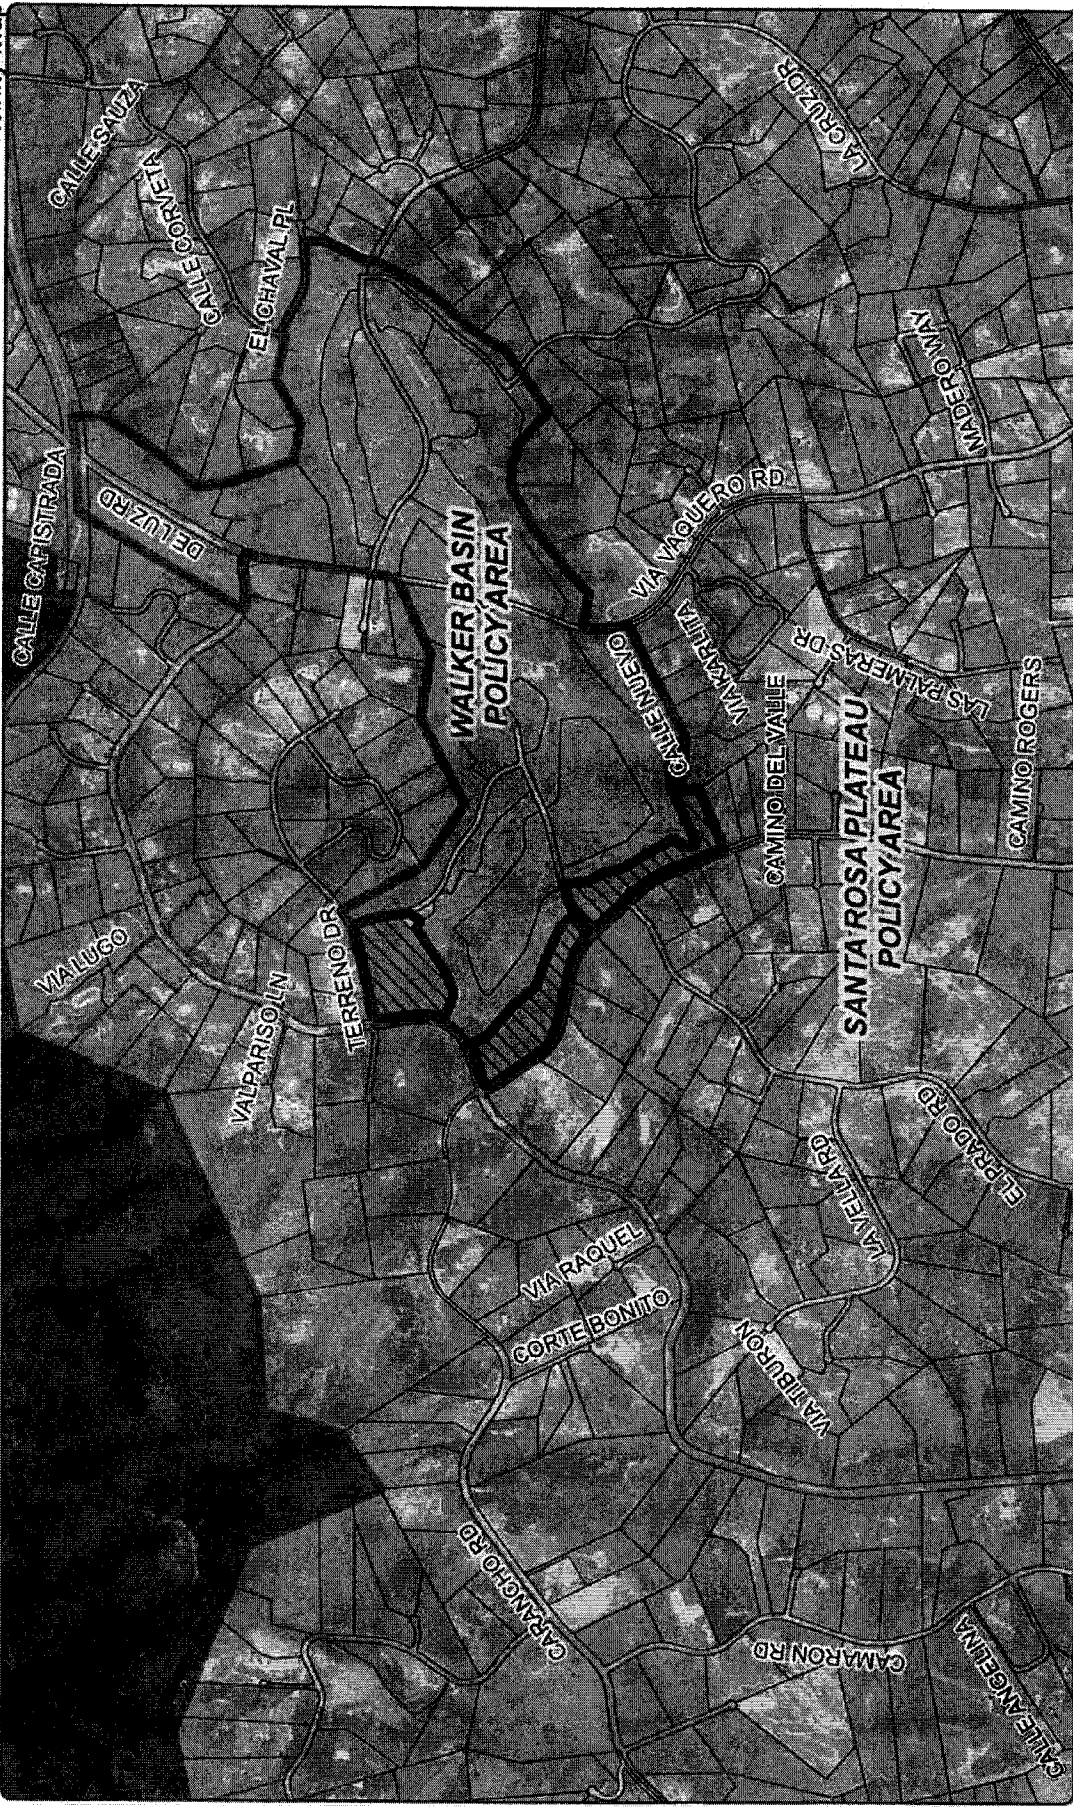 CALLE SAUZA
CALLE CORVETA
EL CHAVAL PL
LA CRUZ DR
CALLE CAPISTRADA
DE LUZ RD
MADERO WAY
WALKER BASIN
POLICY AREA
VIA VAQUERO RD
CALLE NUEVO
VIA KARLITA
LAS PALMERAS DR
CAMINO DEL VALLE
SANTA ROSA PLATEAU
POLICY AREA
CAMINO ROGERS
VIA LUGO
TERRENO DR
VALPARISO LN
LA VELLA RD
EL PRADO RD
VIA RAQUEL
CORTE BONITO
VIA TIBURON
CARANCHO RD
CAMARON RD
CALLE ANGELINA